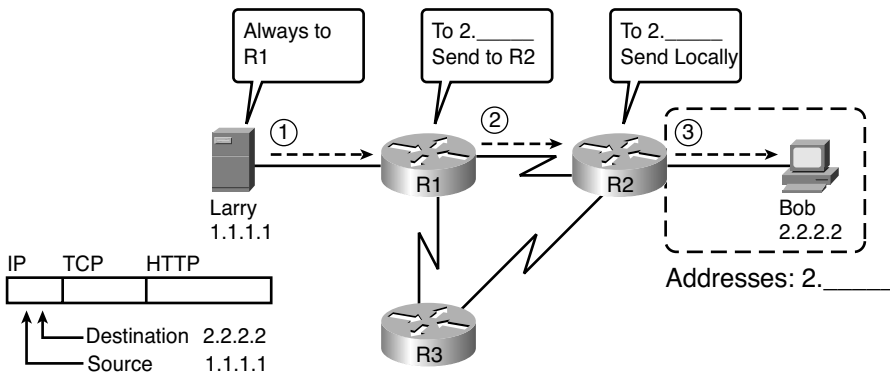 Always to
R1
To 2._____
Send to R2
To 2._____
Send Locally
1
2
3
R1
R2
Larry
1.1.1.1
Bob
2.2.2.2
Addresses: 2._____
IP TCP HTTP
Destination 2.2.2.2
Source 1.1.1.1
R3